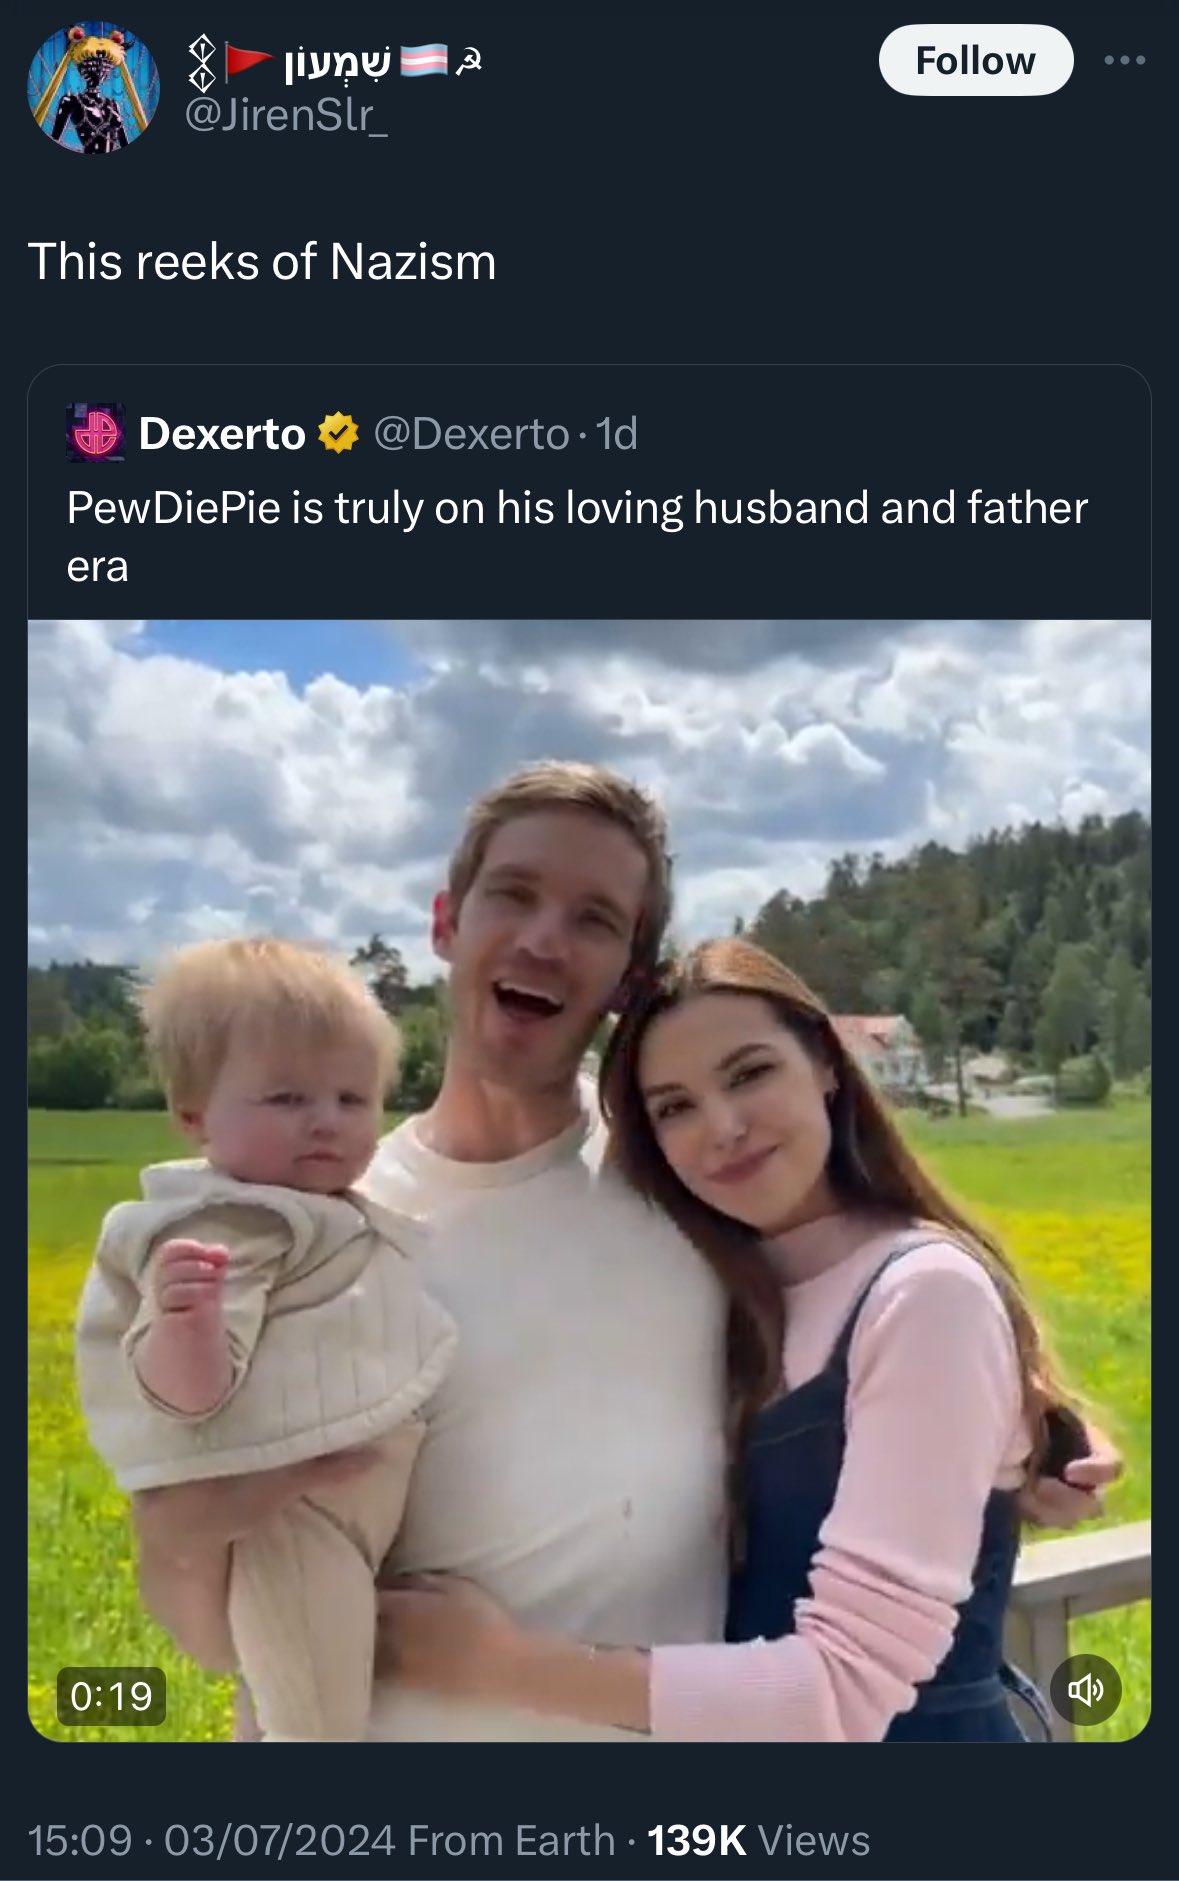 שִׁמְעוֹן
Follow
@JirenSlr_
This reeks of Nazism
Dexerto @Dexerto · 1d
PewDiePie is truly on his loving husband and father
era
0:19
15:09 · 03/07/2024 From Earth · 139K Views